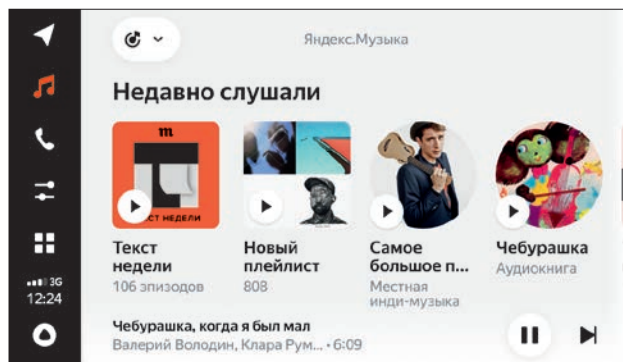 Яндекс.Музыка
Недавно слушали
m
ТЕКСТ НЕДЕЛИ
Текст
недели
106 эпизодов
Новый
плейлист
808
Самое
большое п...
Местная
инди-музыка
Чебурашка
Аудиокнига
3G
12:24
Чебурашка, когда я был мал
Валерий Володин, Клара Рум... • 6:09